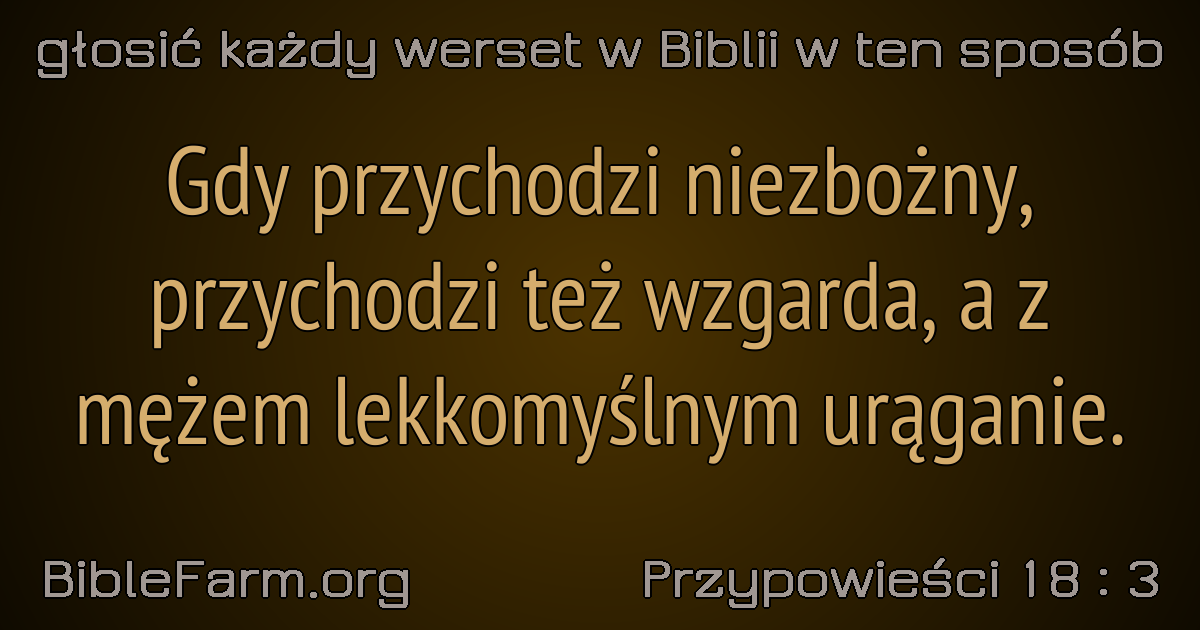 głosić każdy werset w Biblii w ten sposób
Gdy przychodzi niezbożny,
przychodzi też wzgarda, a z
mężem lekkomyślnym urąganie.
BibleFarm.org
Przypowieści 18 : 3